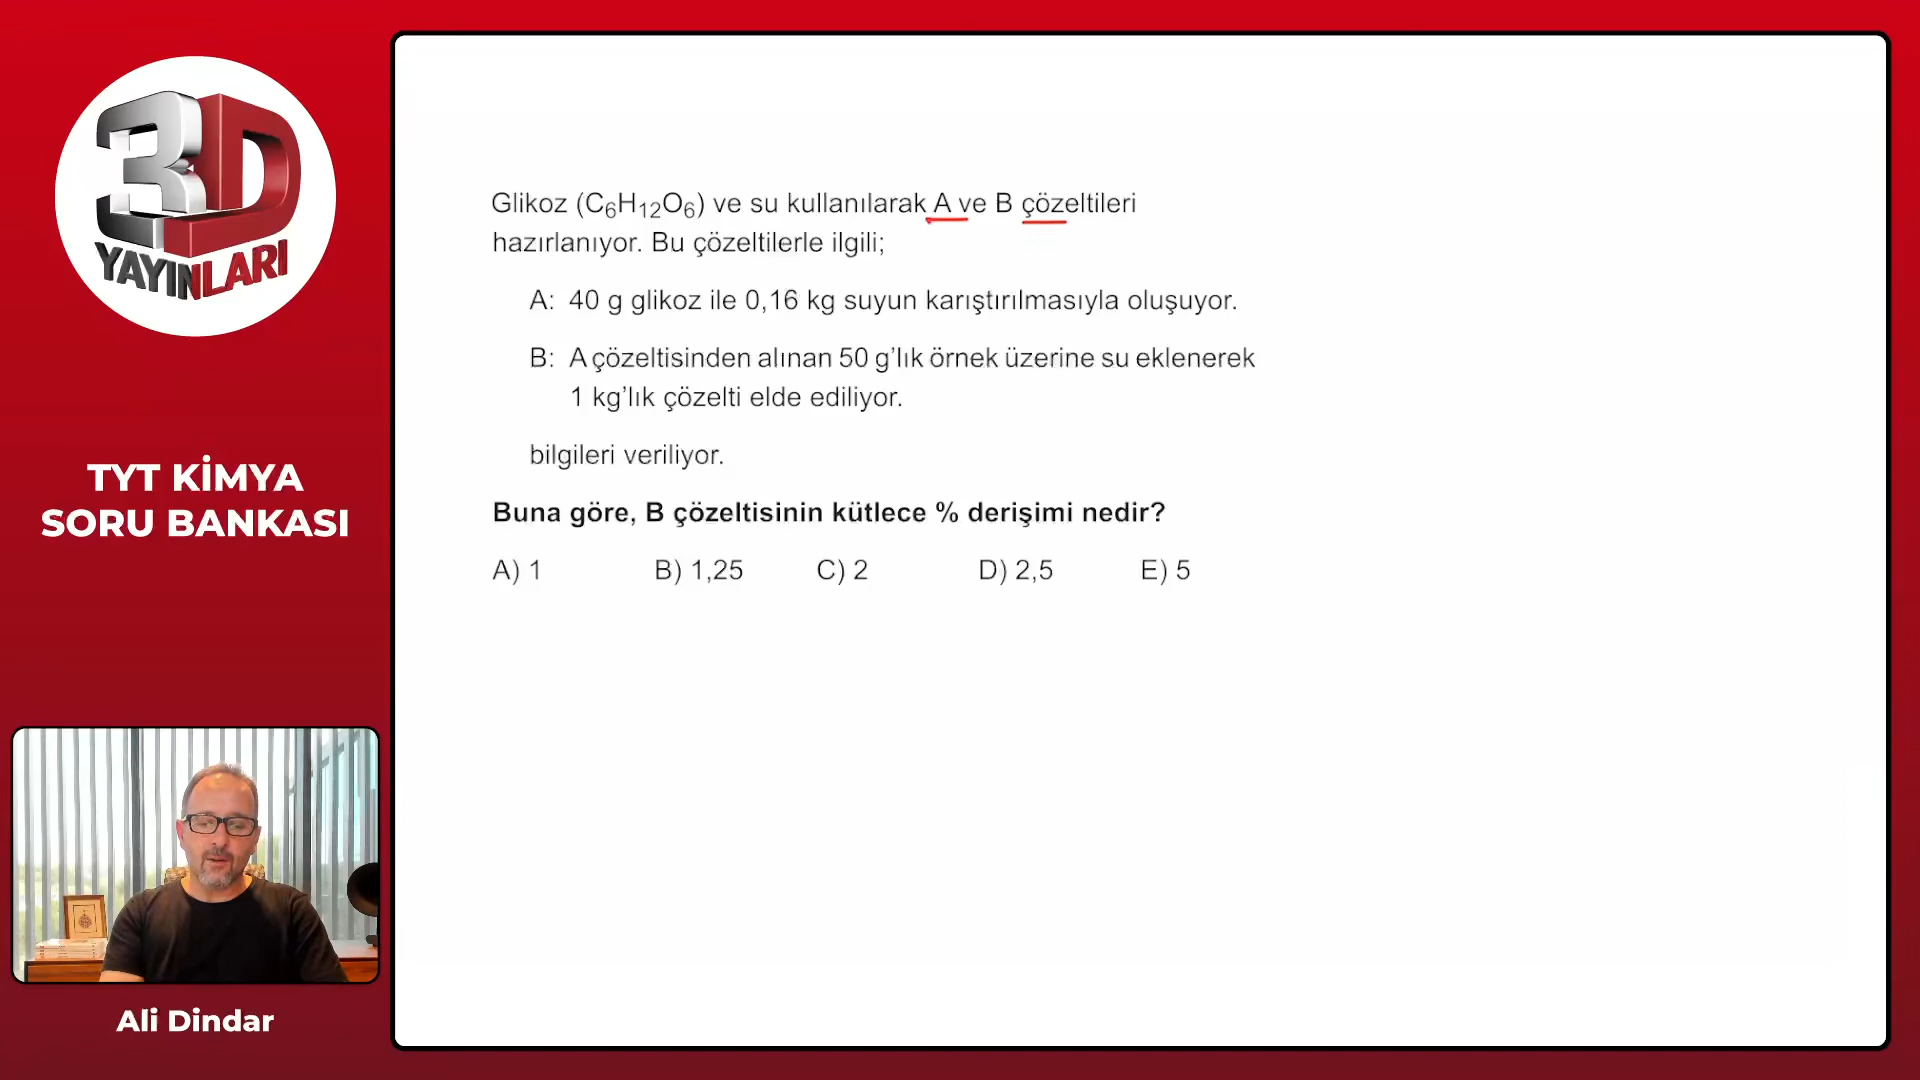 3D
YAYINLARI
TYT KİMYA
SORU BANKASI
Ali Dindar
Glikoz (C₆H₁₂O₆) ve su kullanılarak A ve B çözeltileri
hazırlanıyor. Bu çözeltilerle ilgili;
A: 40 g glikoz ile 0,16 kg suyun karıştırılmasıyla oluşuyor.
B: A çözeltisinden alınan 50 g’lık örnek üzerine su eklenerek
1 kg’lık çözelti elde ediliyor.
bilgileri veriliyor.
Buna göre, B çözeltisinin kütlece % derişimi nedir?
A) 1 B) 1,25 C) 2 D) 2,5 E) 5